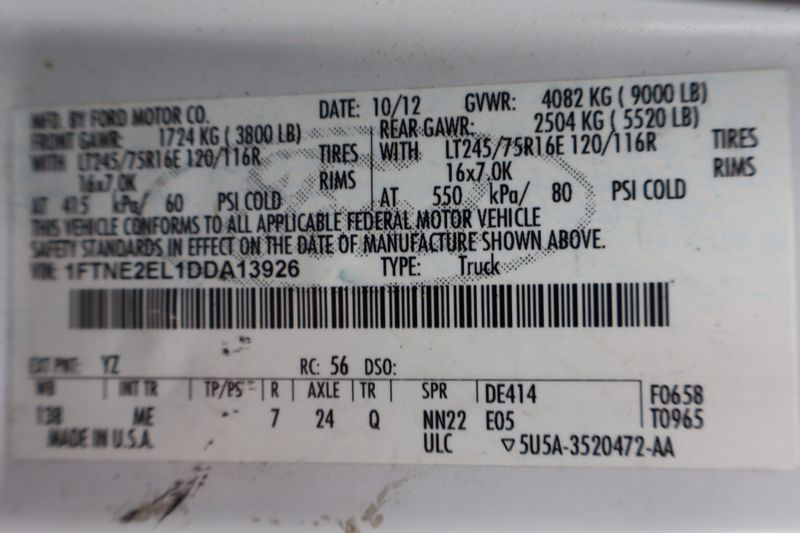 MFD. BY FORD MOTOR CO. DATE: 10/12 GVWR: 4082 KG ( 9000 LB)
FRONT GAWR: 1724 KG ( 3800 LB) REAR GAWR: 2504 KG ( 5520 LB)
WITH LT245/75R16E 120/116R TIRES WITH LT245/75R16E 120/116R TIRES
16x7.0K RIMS 16x7.0K RIMS
AT 415 kPa/ 60 PSI COLD AT 550 kPa/ 80 PSI COLD
THIS VEHICLE CONFORMS TO ALL APPLICABLE FEDERAL MOTOR VEHICLE
SAFETY STANDARDS IN EFFECT ON THE DATE OF MANUFACTURE SHOWN ABOVE.
VIN: 1FTNE2EL1DDA13926 TYPE: Truck
EXT PNT: YZ RC: 56 DSO:
WB INT TR TP/PS R AXLE TR SPR DE414 F0658
138 ME -- 7 24 Q NN22 E05 T0965
MADE IN U.S.A. ULC ▽5U5A-3520472-AA